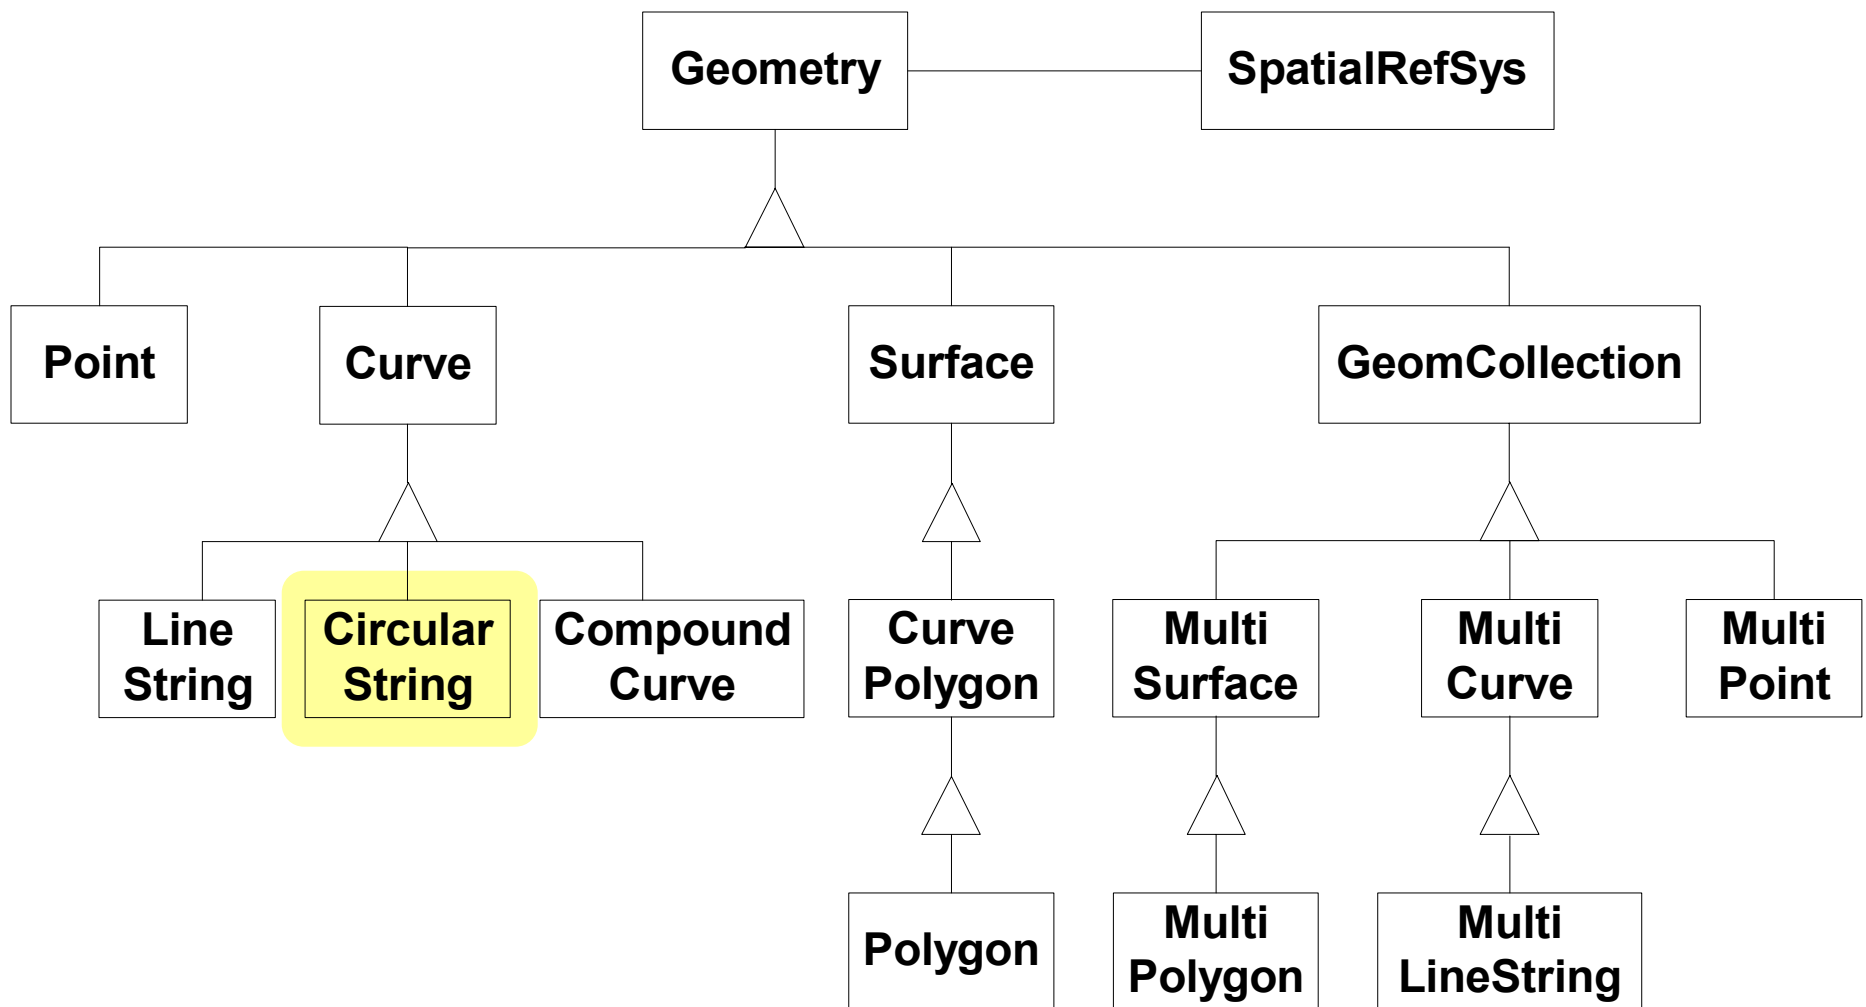 Geometry
SpatialRefSys
Point
Curve
Surface
GeomCollection
Line
String
Circular
String
Compound
Curve
Curve
Polygon
Multi
Surface
Multi
Curve
Multi
Point
Polygon
Multi
Polygon
Multi
LineString